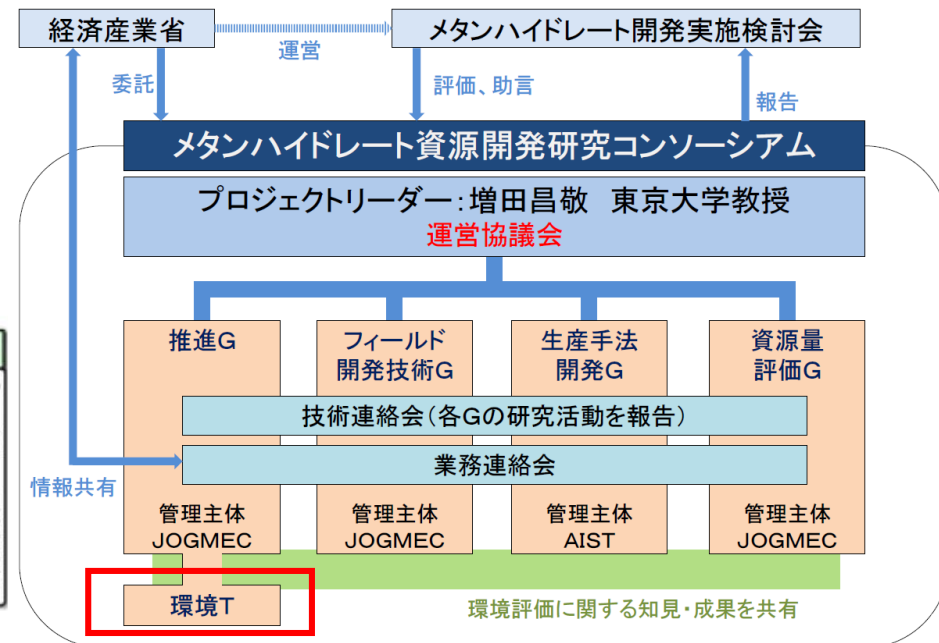 経済産業省
メタンハイドレート開発実施検討会
運営
委託
評価、助言
報告
メタンハイドレート資源開発研究コンソーシアム
プロジェクトリーダー：増田昌敬　東京大学教授
運営協議会
推進G
フィールド
開発技術G
生産手法
開発G
資源量
評価G
技術連絡会（各Gの研究活動を報告）
業務連絡会
情報共有
管理主体
JOGMEC
管理主体
JOGMEC
管理主体
AIST
管理主体
JOGMEC
環境T
環境評価に関する知見・成果を共有